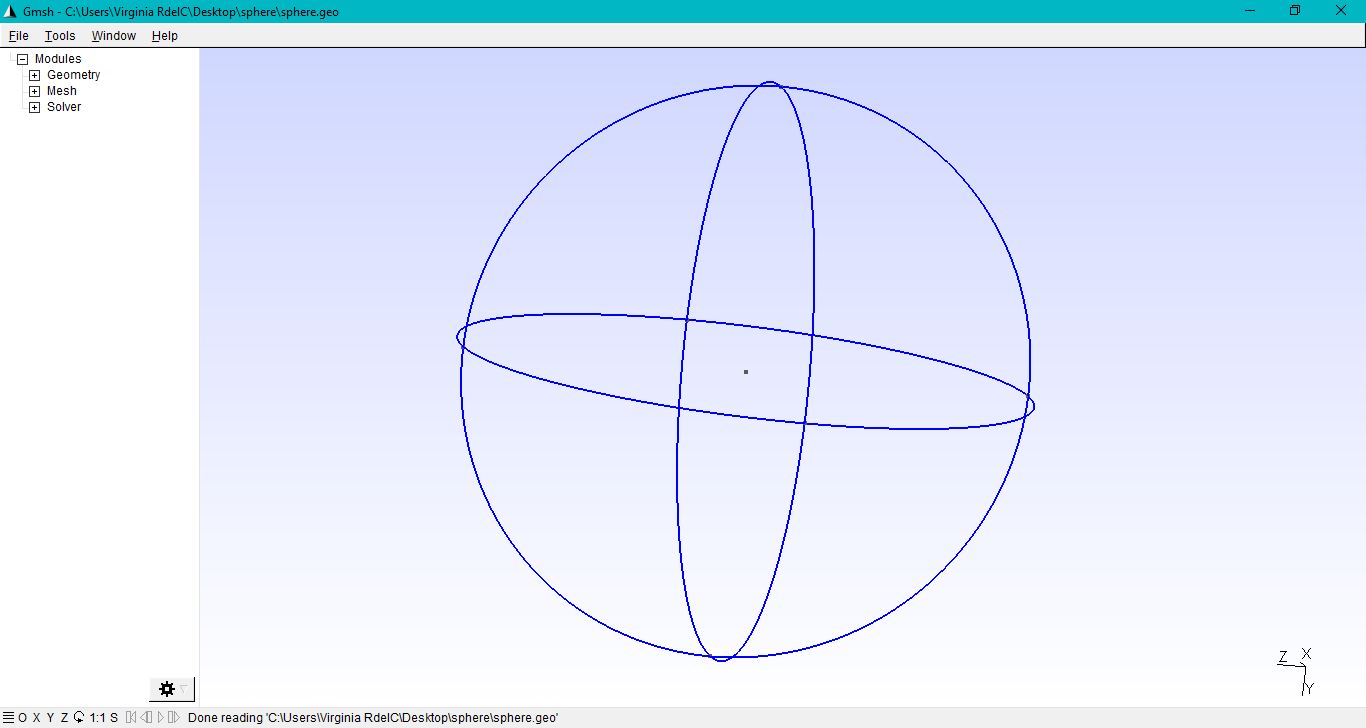 Gmsh - C:\Users\Virginia RdelC\Desktop\sphere\sphere.geo
File Tools Window Help
Modules
Geometry
Mesh
Solver
Z X
Y
O X Y Z 1:1 S Done reading 'C:\Users\Virginia RdelC\Desktop\sphere\sphere.geo'